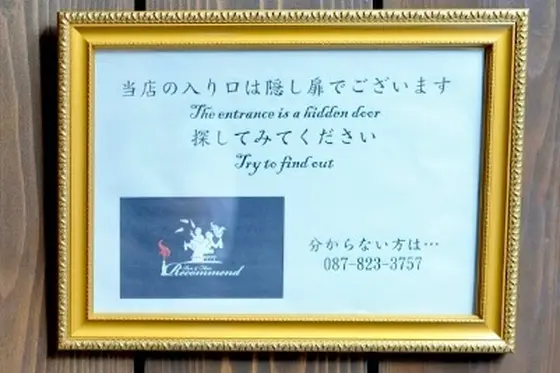 当店の入り口は隠し扉でございます
The entrance is a hidden door
探してみてください
Try to find out
Recommend
分からない方は…
087-823-3757